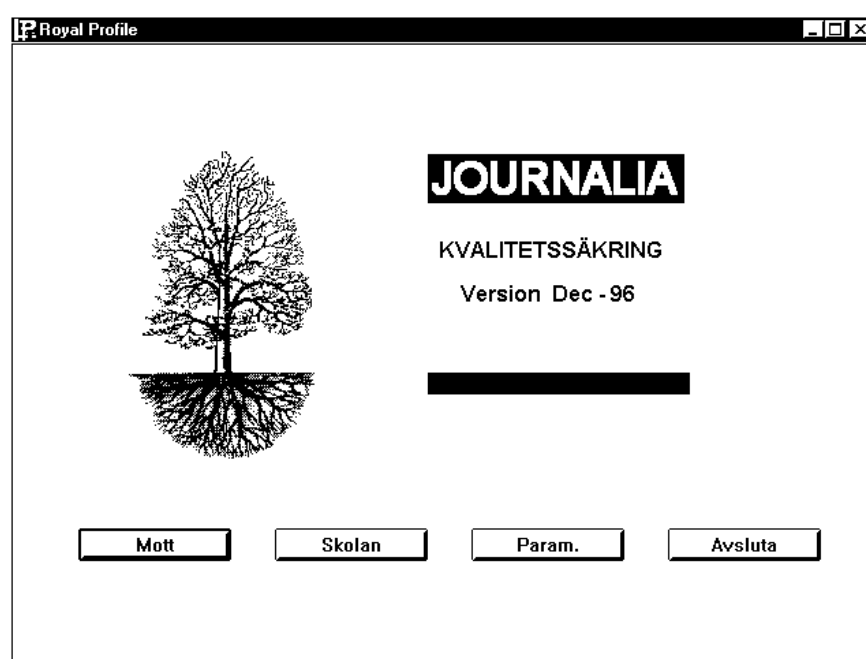 Royal Profile
JOURNALIA
KVALITETSSÄKRING
Version Dec - 96
Mott
Skolan
Param.
Avsluta